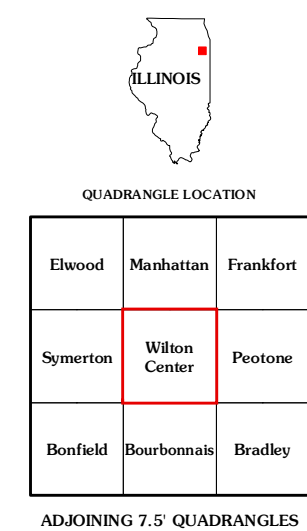 ILLINOIS
QUADRANGLE LOCATION
Elwood Manhattan Frankfort
Symerton Wilton Center Peotone
Bonfield Bourbonnais Bradley
ADJOINING 7.5' QUADRANGLES